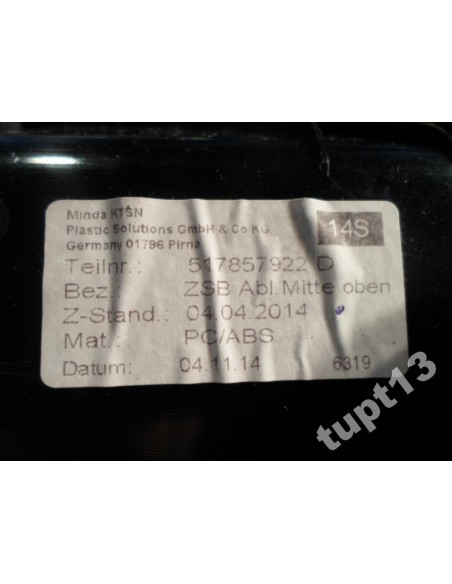 Minda KTSN
Plastic Solutions GmbH & Co KG
Germany 01796 Pirna
14S
Teilnr.: 517857922 D
Bez.: ZSB Abl.Mitte oben
Z-Stand.: 04.04.2014
Mat.: PC/ABS
Datum: 04.11.14 6319
tupt13